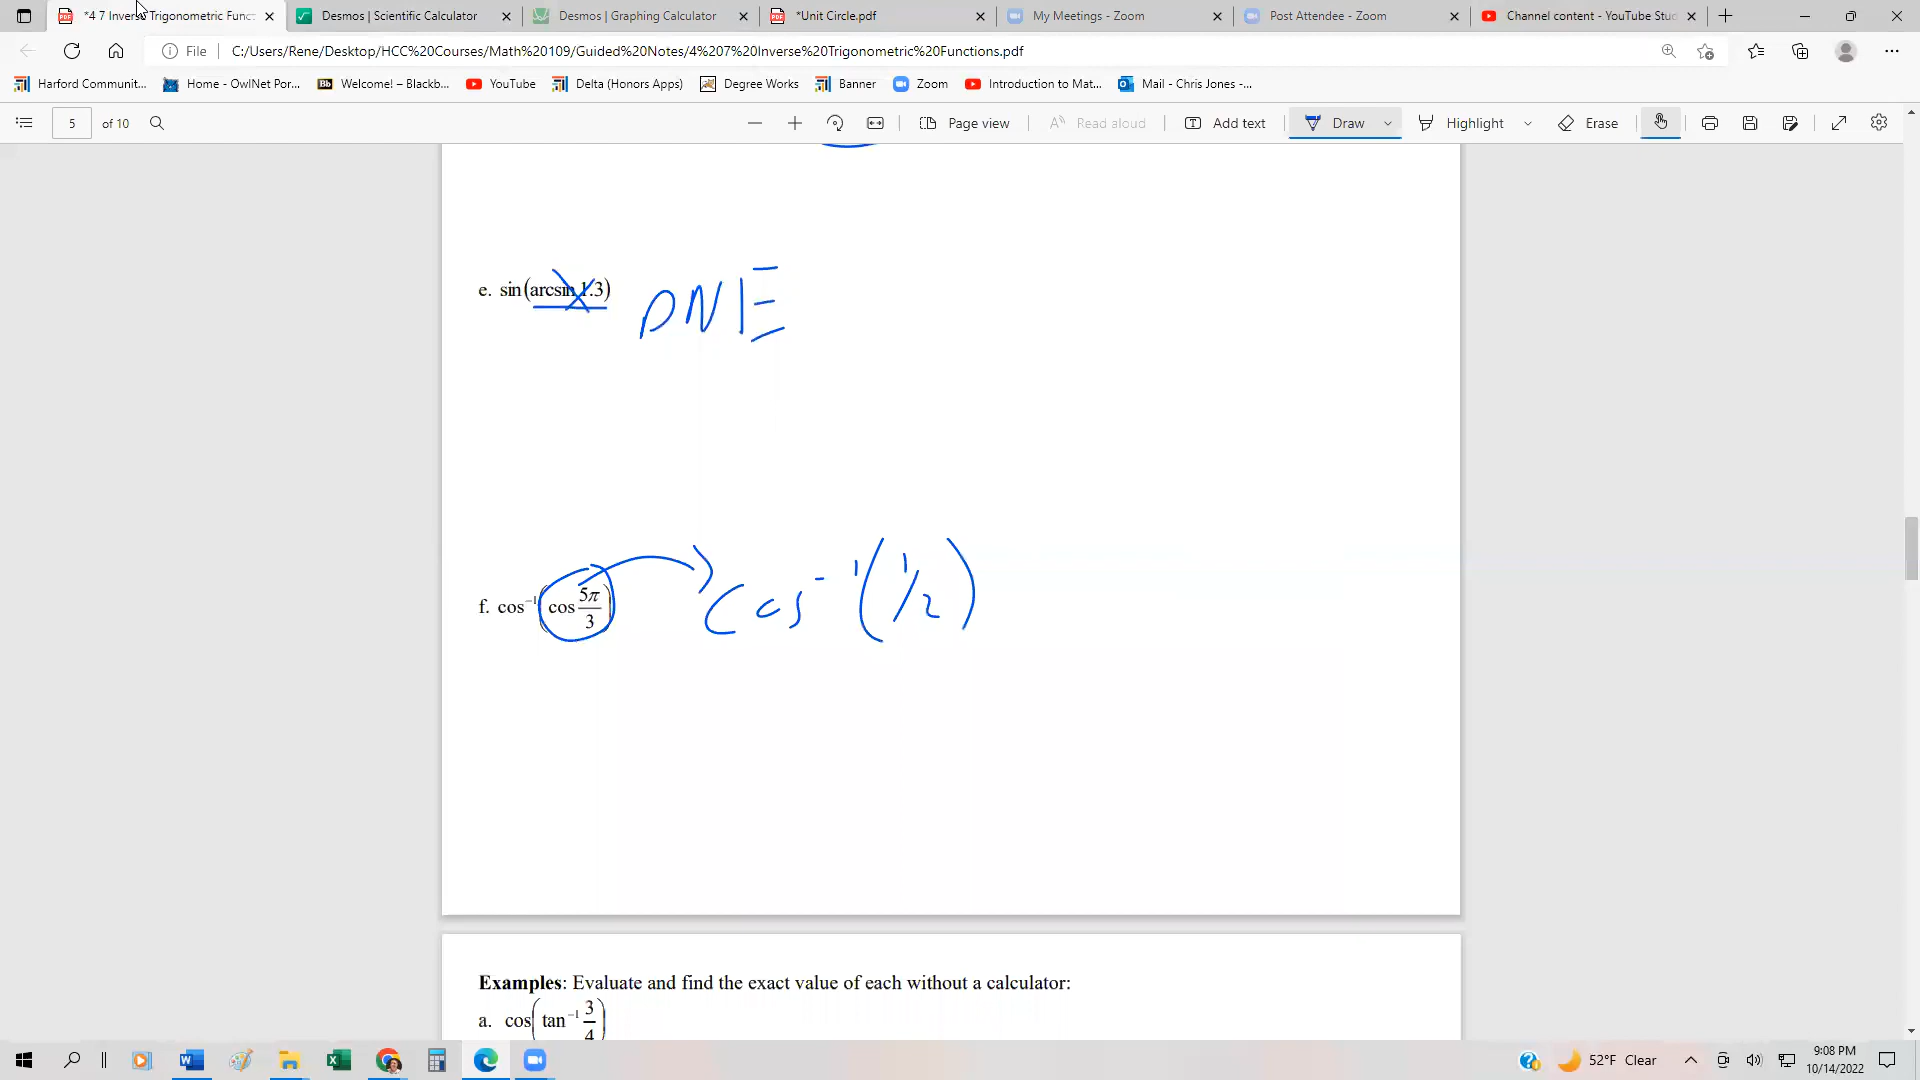 *4 7 Inverse Trigonometric Funct
Desmos | Scientific Calculator
Desmos | Graphing Calculator
*Unit Circle.pdf
My Meetings - Zoom
Post Attendee - Zoom
Channel content - YouTube Stud
File
C:/Users/Rene/Desktop/HCC%20Courses/Math%20109/Guided%20Notes/4%207%20Inverse%20Trigonometric%20Functions.pdf
Harford Communit...
Home - OwlNet Por...
Bb Welcome! – Blackb...
YouTube
Delta (Honors Apps)
Degree Works
Banner
Zoom
Introduction to Mat...
Mail - Chris Jones -...
5 of 10
Page view
Read aloud
Add text
Draw
Highlight
Erase
e. sin(arcsin 1.3) DNE
f. cos⁻¹(cos 5π/3) cos⁻¹(1/2)
Examples: Evaluate and find the exact value of each without a calculator:
a. cos(tan⁻¹ 3/4)
52°F Clear
9:08 PM
10/14/2022